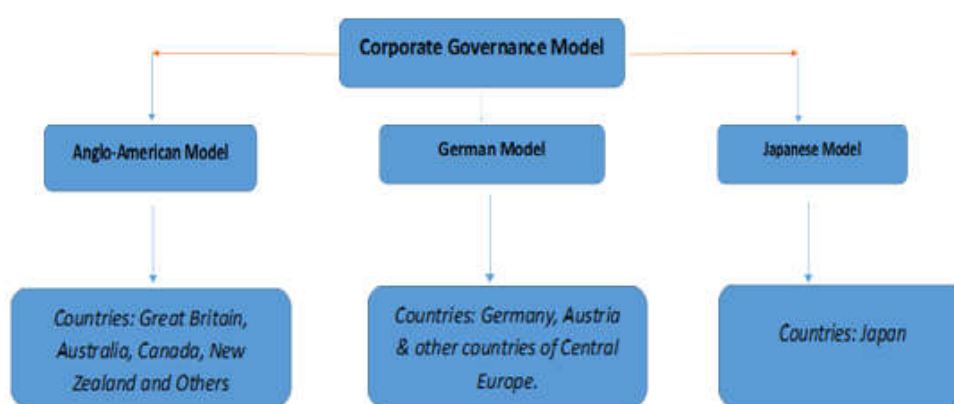 Corporate Governance Model
Anglo-American Model
German Model
Japanese Model
Countries: Great Britain,
Australia, Canada, New
Zealand and Others
Countries: Germany, Austria
& other countries of Central
Europe.
Countries: Japan